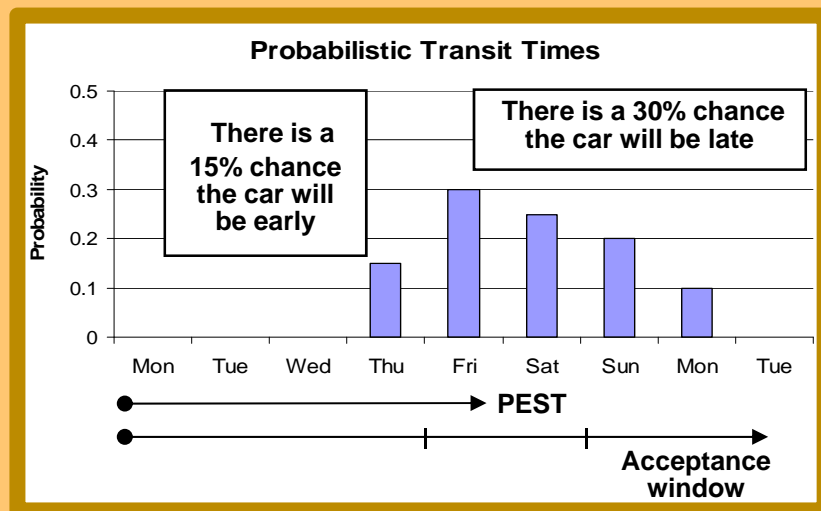 Probabilistic Transit Times
There is a
15% chance
the car will
be early
There is a 30% chance
the car will be late
Probability
0.5
0.4
0.3
0.2
0.1
0
Mon Tue Wed Thu Fri Sat Sun Mon Tue
PEST
Acceptance
window